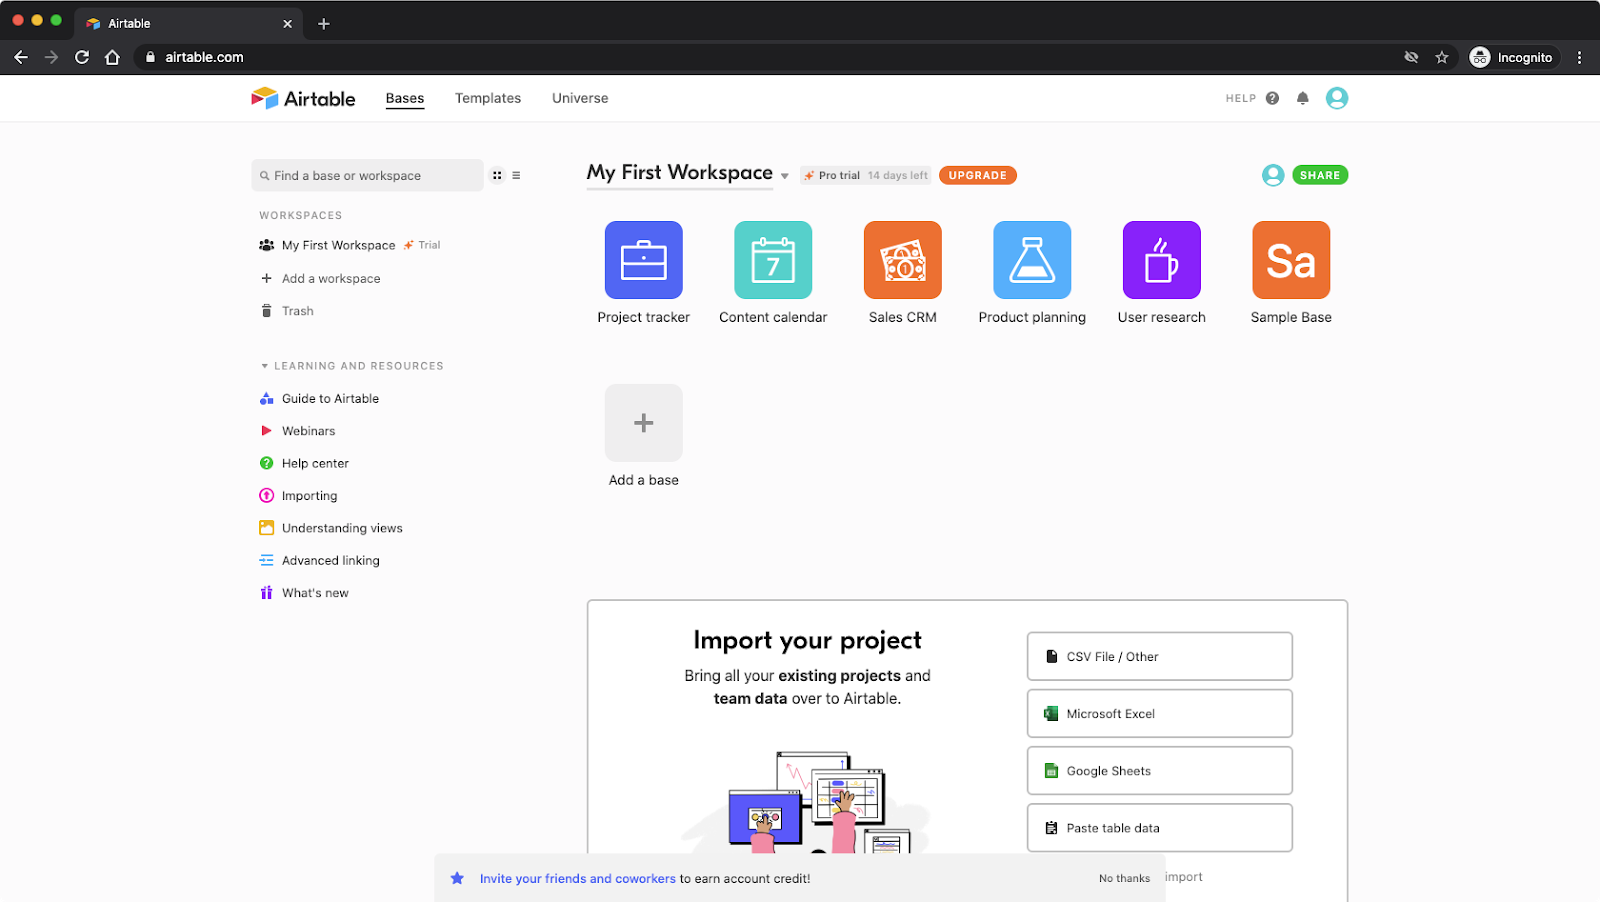 Airtable
airtable.com
Incognito
Airtable
Bases
Templates
Universe
HELP
Find a base or workspace
WORKSPACES
My First Workspace Trial
Add a workspace
Trash
LEARNING AND RESOURCES
Guide to Airtable
Webinars
Help center
Importing
Understanding views
Advanced linking
What's new
My First Workspace
Pro trial 14 days left
UPGRADE
SHARE
7
1
Sa
Project tracker
Content calendar
Sales CRM
Product planning
User research
Sample Base
Add a base
Import your project
Bring all your existing projects and
team data over to Airtable.
CSV File / Other
Microsoft Excel
Google Sheets
Paste table data
import
Invite your friends and coworkers to earn account credit!
No thanks